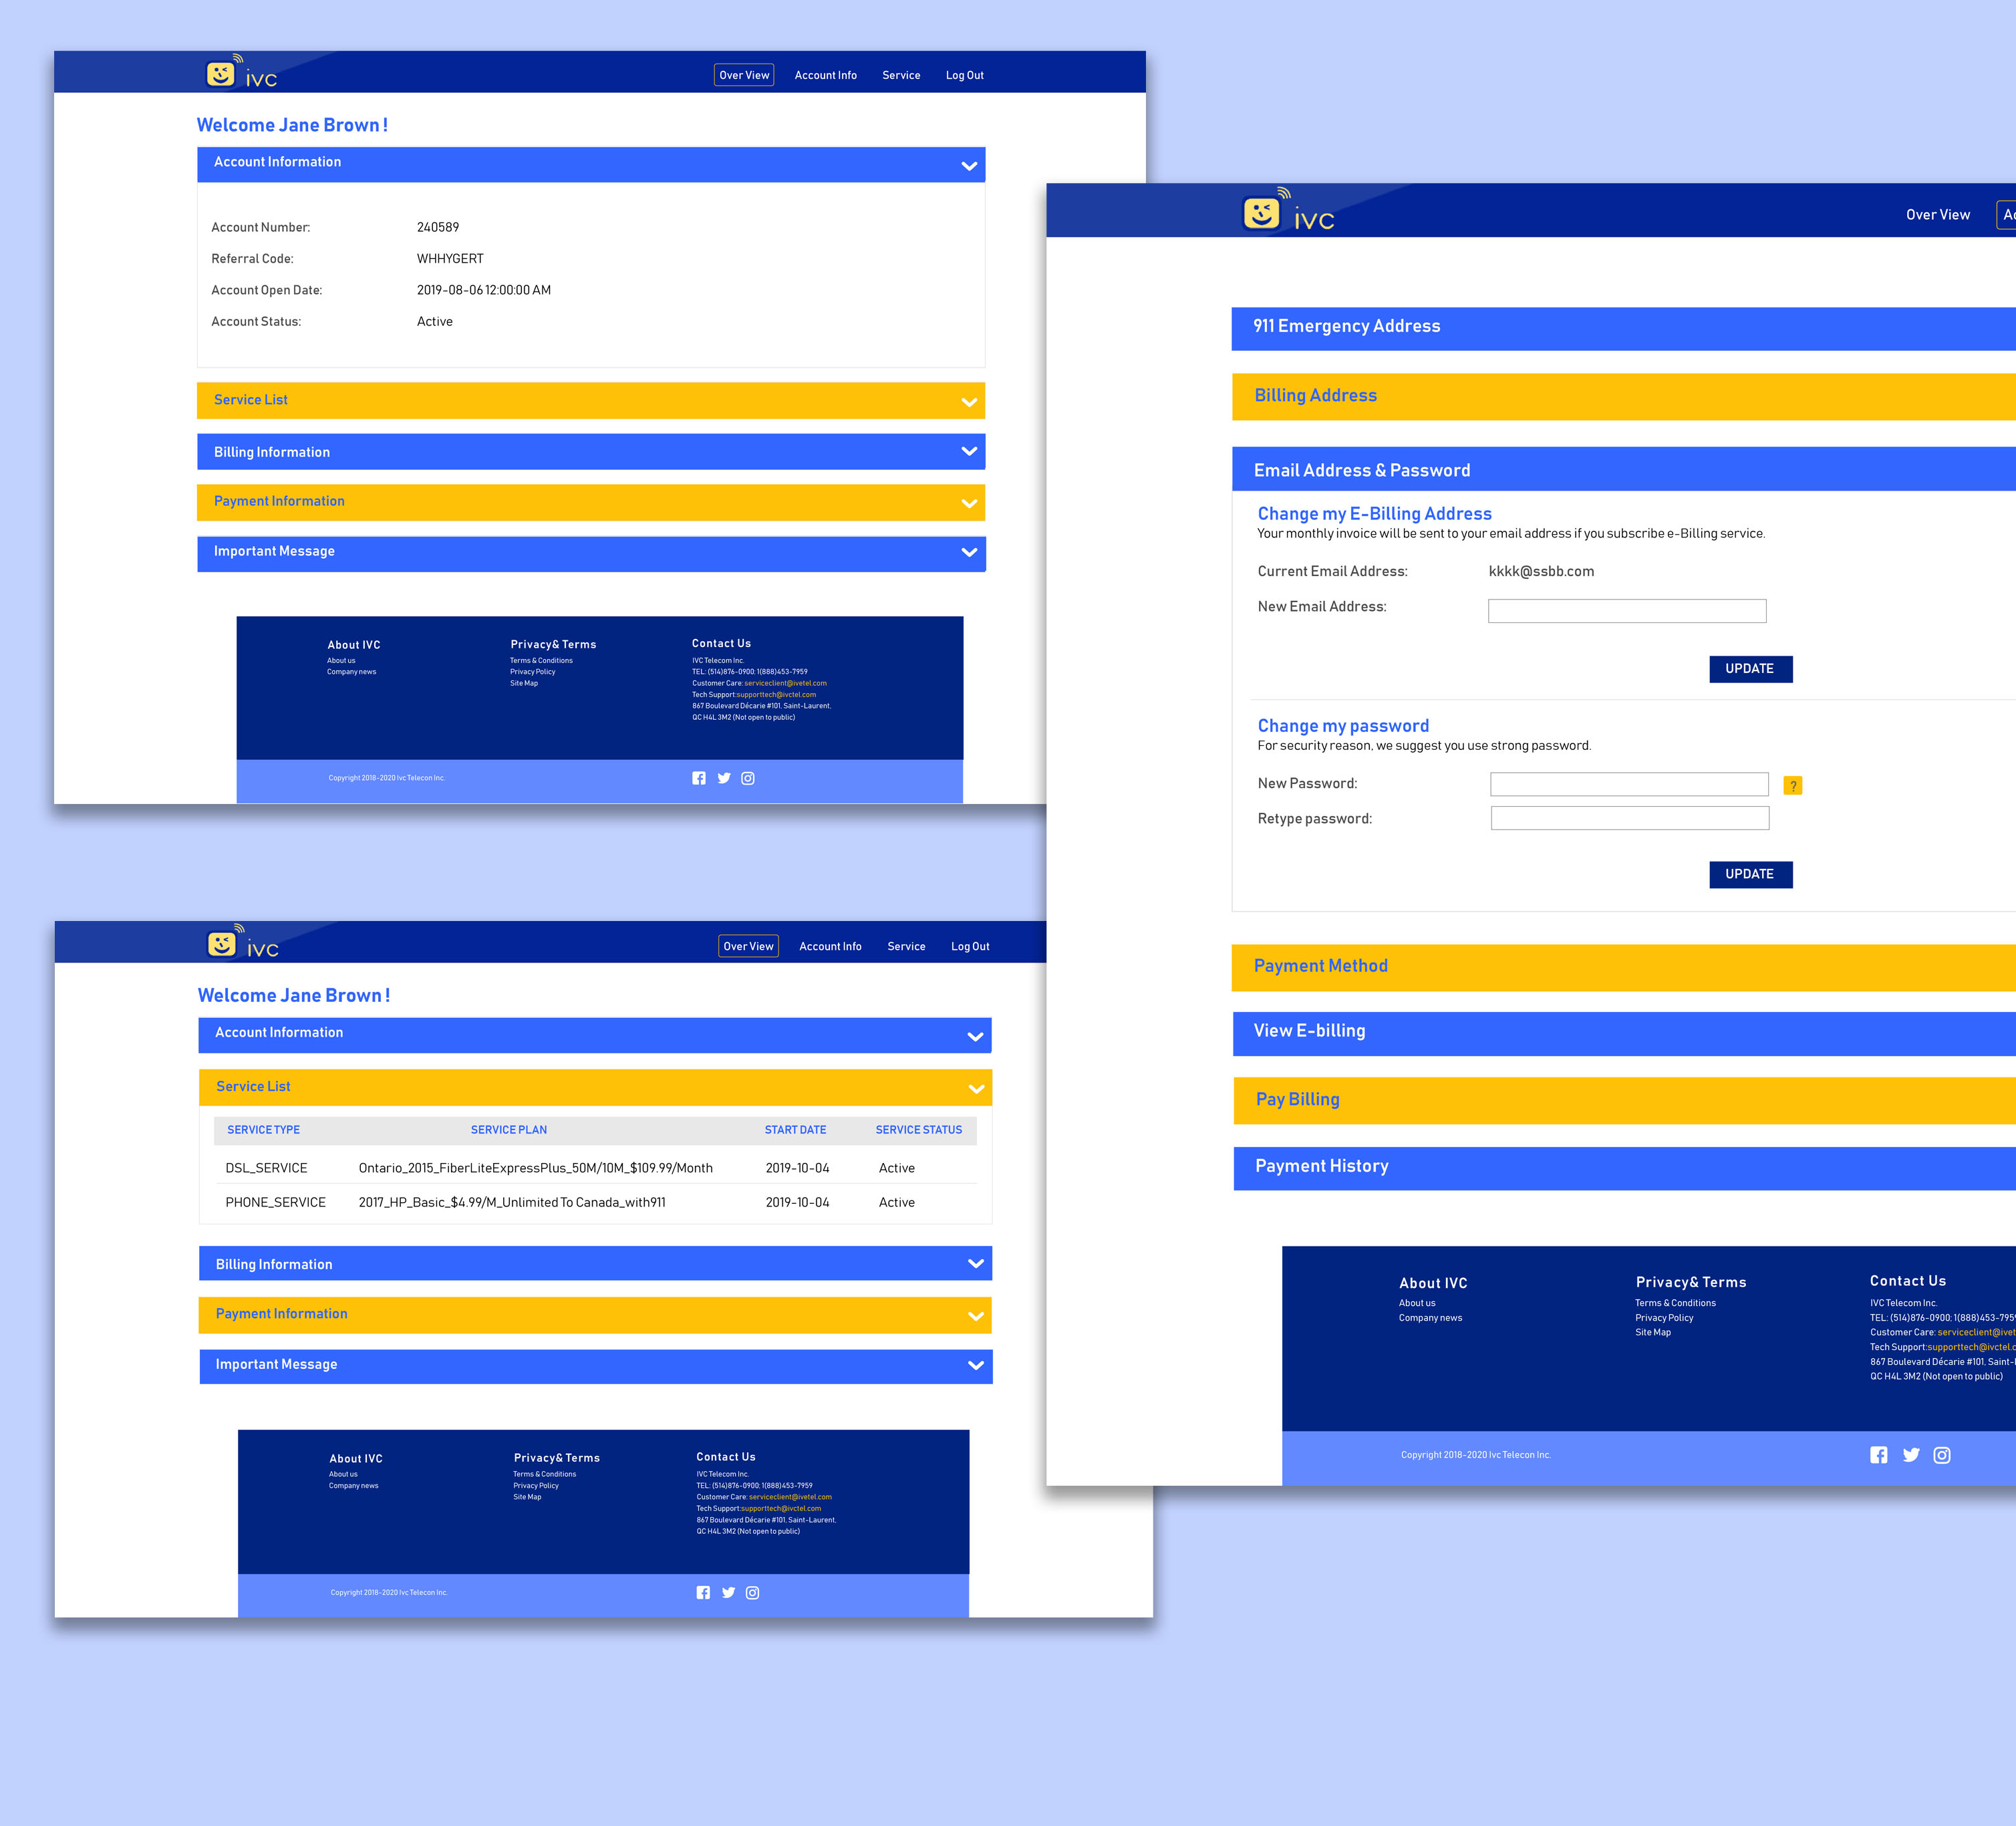 ivc
Over View Account Info Service Log Out
Welcome Jane Brown !
Account Information
Account Number: 240589
Referral Code: WHHYGERT
Account Open Date: 2019-08-06 12:00:00 AM
Account Status: Active
Service List
Billing Information
Payment Information
Important Message
About IVC Privacy& Terms Contact Us
About us Terms & Conditions IVC Telecom Inc.
Company news Privacy Policy TEL: (514)876-0900; 1(888)453-7959
Site Map Customer Care: serviceclient@ivetel.com
Tech Support:supporttech@ivctel.com
867 Boulevard Décarie #101, Saint-Laurent,
QC H4L 3M2 (Not open to public)
Copyright 2018-2020 Ivc Telecon Inc.
ivc
Over View Account Info Service Log Out
Welcome Jane Brown !
Account Information
Service List
SERVICE TYPE SERVICE PLAN START DATE SERVICE STATUS
DSL_SERVICE Ontario_2015_FiberLiteExpressPlus_50M/10M_$109.99/Month 2019-10-04 Active
PHONE_SERVICE 2017_HP_Basic_$4.99/M_Unlimited To Canada_with911 2019-10-04 Active
Billing Information
Payment Information
Important Message
About IVC Privacy& Terms Contact Us
About us Terms & Conditions IVC Telecom Inc.
Company news Privacy Policy TEL: (514)876-0900; 1(888)453-7959
Site Map Customer Care: serviceclient@ivetel.com
Tech Support:supporttech@ivctel.com
867 Boulevard Décarie #101, Saint-Laurent,
QC H4L 3M2 (Not open to public)
Copyright 2018-2020 Ivc Telecon Inc.
ivc
Over View
911 Emergency Address
Billing Address
Email Address & Password
Change my E-Billing Address
Your monthly invoice will be sent to your email address if you subscribe e-Billing service.
Current Email Address: kkkk@ssbb.com
New Email Address:
UPDATE
Change my password
For security reason, we suggest you use strong password.
New Password: ?
Retype password:
UPDATE
Payment Method
View E-billing
Pay Billing
Payment History
About IVC Privacy& Terms Contact Us
About us Terms & Conditions IVC Telecom Inc.
Company news Privacy Policy TEL: (514)876-0900; 1(888)453-7959
Site Map Customer Care: serviceclient@ivet
Tech Support:supporttech@ivctel.c
867 Boulevard Décarie #101, Saint-
QC H4L 3M2 (Not open to public)
Copyright 2018-2020 Ivc Telecon Inc.